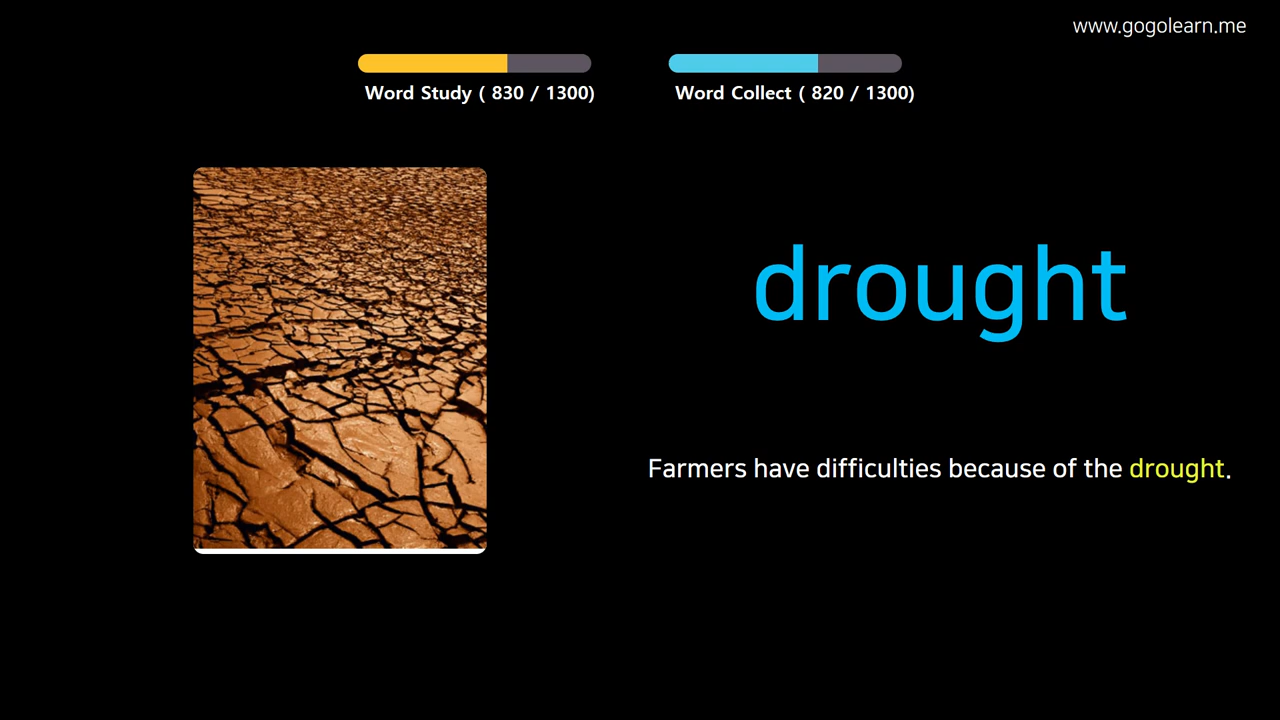 www.gogolearn.me
Word Study ( 830 / 1300)
Word Collect ( 820 / 1300)
drought
Farmers have difficulties because of the drought.